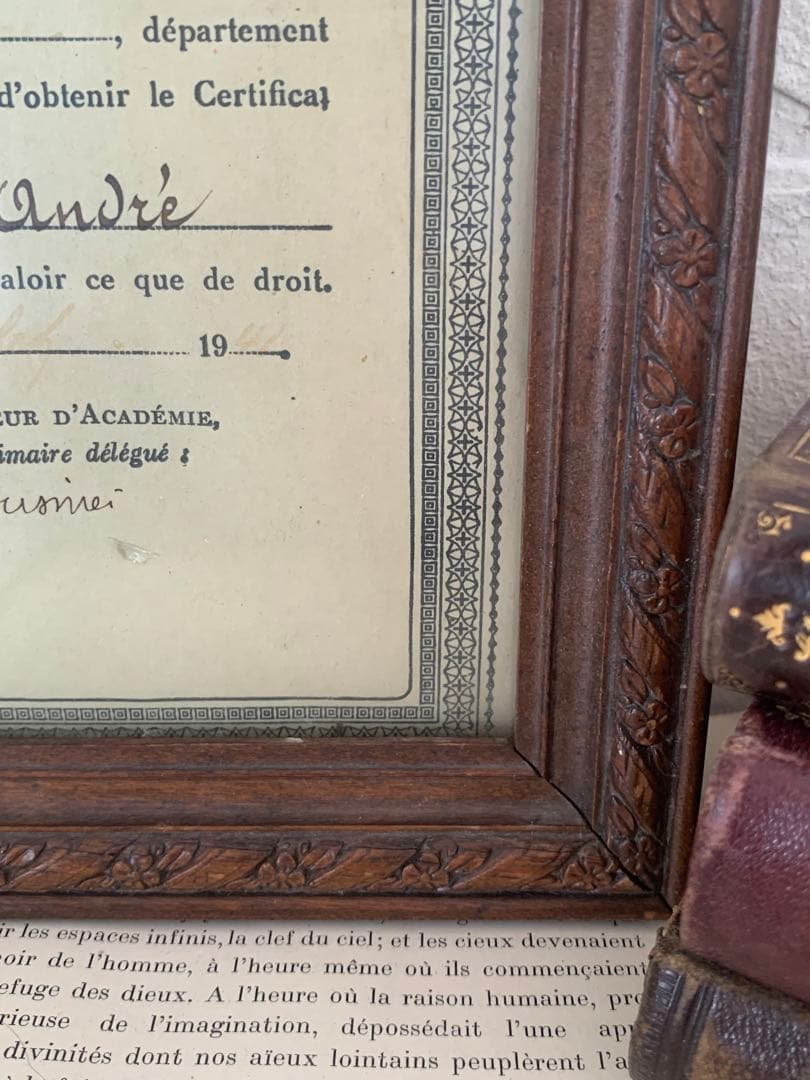 , département
d'obtenir le Certificat
André
aloir ce que de droit.
19
EUR D'ACADÉMIE,
imaire délégué :
ir les espaces infinis, la clef du ciel; et les cieux devenaient
oir de l'homme, à l'heure même où ils commençaient
efuge des dieux. A l'heure où la raison humaine, pro
rieuse de l'imagination, dépossédait l'une apr
divinités dont nos aïeux lointains peuplèrent l'a